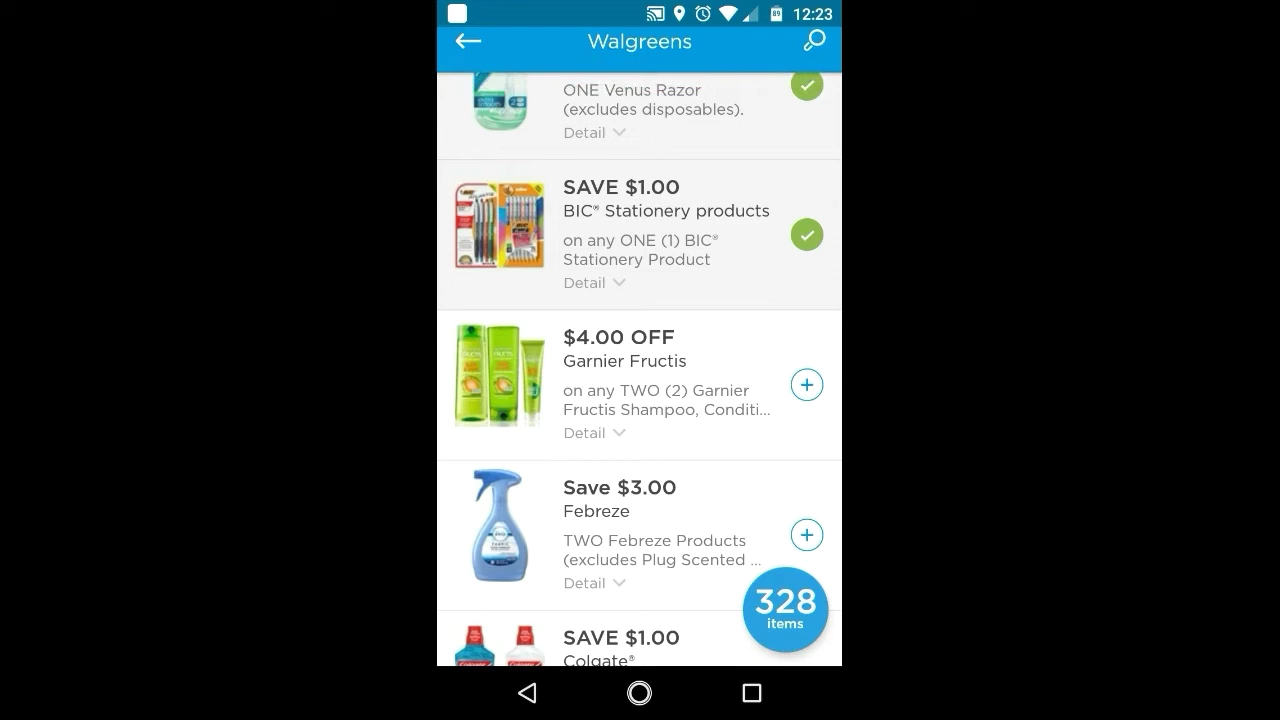 89 12:23
Walgreens
ONE Venus Razor
(excludes disposables).
Detail
SAVE $1.00
BIC® Stationery products
on any ONE (1) BIC®
Stationery Product
Detail
$4.00 OFF
Garnier Fructis
on any TWO (2) Garnier
Fructis Shampoo, Conditi...
Detail
Save $3.00
Febreze
TWO Febreze Products
(excludes Plug Scented ...
Detail
328
items
SAVE $1.00
Colgate®